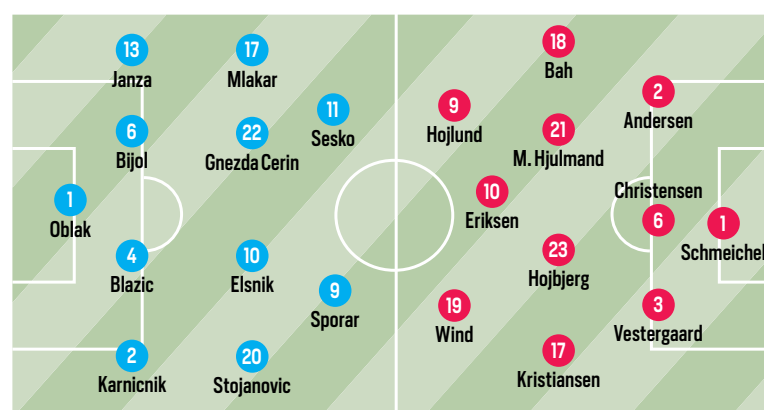 1
Oblak
13
Janza
6
Bijol
4
Blazic
2
Karnicnik
17
Mlakar
22
Gnezda Cerin
10
Elsnik
20
Stojanovic
11
Sesko
9
Sporar
9
Hojlund
10
Eriksen
19
Wind
18
Bah
21
M. Hjulmand
23
Hojbjerg
17
Kristiansen
2
Andersen
Christensen
6
3
Vestergaard
1
Schmeichel